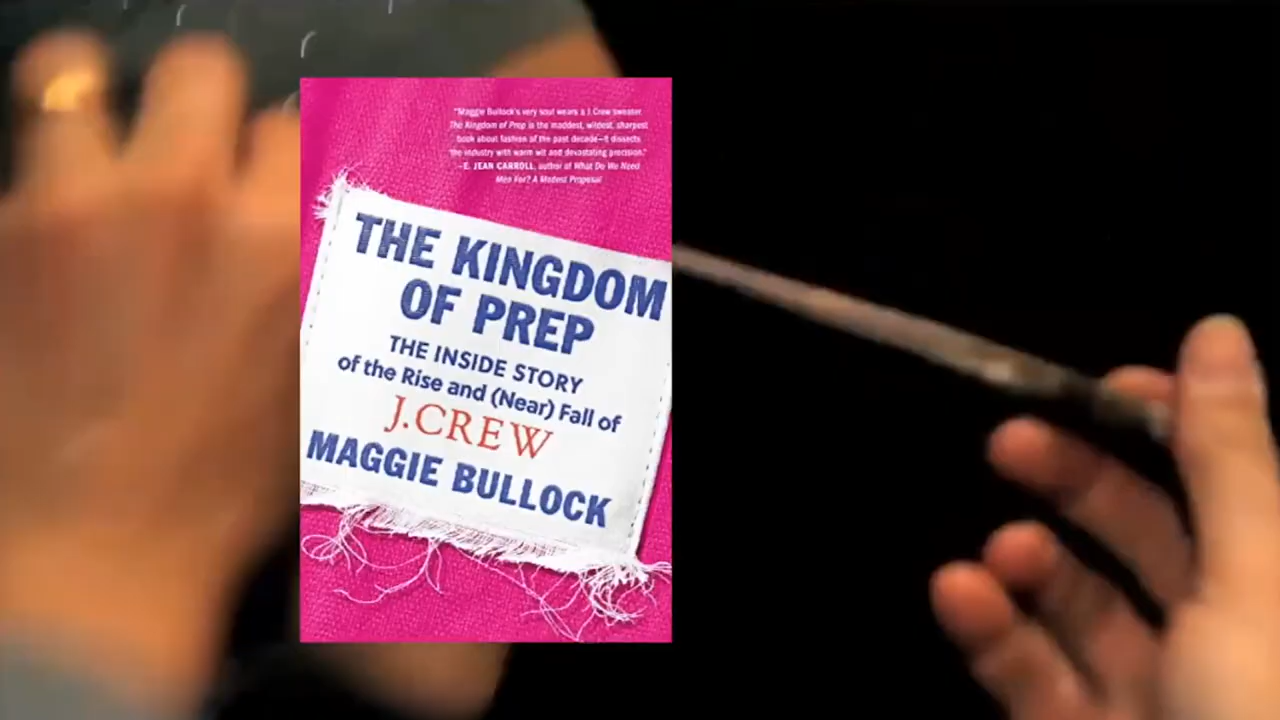 "Maggie Bullock's very soul wears a J. Crew sweater.
The Kingdom of Prep is the maddest, wildest, sharpest
book about fashion of the past decade—it dissects
the industry with warm wit and devastating precision."
—E. JEAN CARROLL, author of What Do We Need
Men For? A Modest Proposal
THE KINGDOM
OF PREP
THE INSIDE STORY
of the Rise and (Near) Fall of
J.CREW
MAGGIE BULLOCK